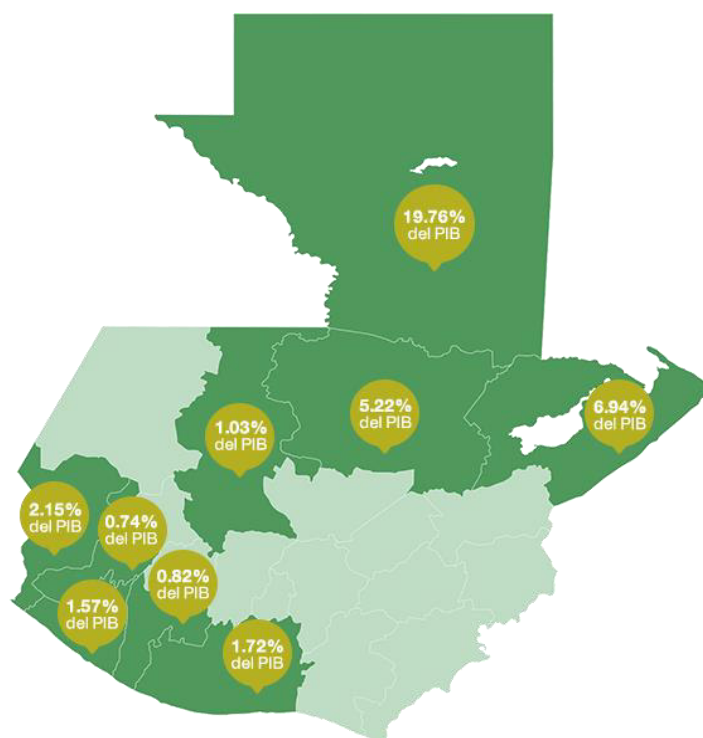 19.76%
del PIB
5.22%
del PIB
6.94%
del PIB
1.03%
del PIB
2.15%
del PIB
0.74%
del PIB
0.82%
del PIB
1.57%
del PIB
1.72%
del PIB